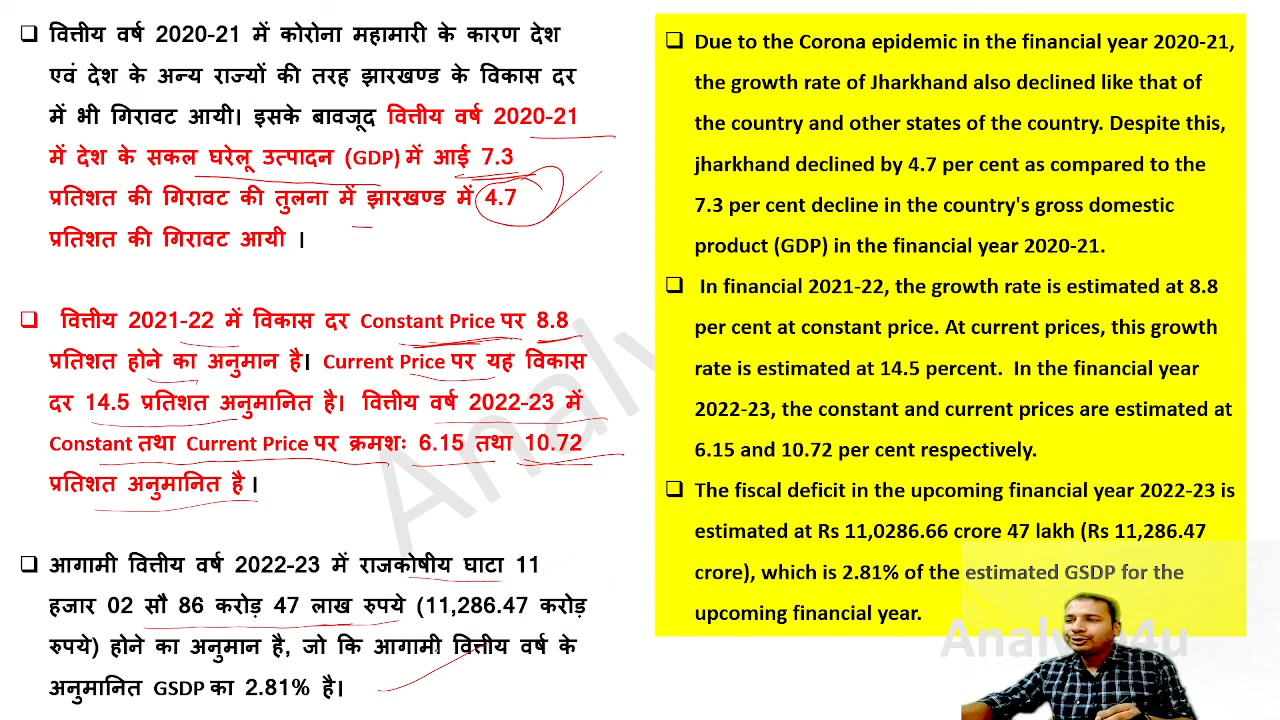 ❑ वित्तीय वर्ष 2020-21 में कोरोना महामारी के कारण देश
एवं देश के अन्य राज्यों की तरह झारखण्ड के विकास दर
में भी गिरावट आयी। इसके बावजूद वित्तीय वर्ष 2020-21
में देश के सकल घरेलू उत्पादन (GDP) में आई 7.3
प्रतिशत की गिरावट की तुलना में झारखण्ड में 4.7
प्रतिशत की गिरावट आयी ।
❑ वित्तीय 2021-22 में विकास दर Constant Price पर 8.8
प्रतिशत होने का अनुमान है। Current Price पर यह विकास
दर 14.5 प्रतिशत अनुमानित है। वित्तीय वर्ष 2022-23 में
Constant तथा Current Price पर क्रमशः 6.15 तथा 10.72
प्रतिशत अनुमानित है ।
❑ आगामी वित्तीय वर्ष 2022-23 में राजकोषीय घाटा 11
हजार 02 सौ 86 करोड़ 47 लाख रुपये (11,286.47 करोड़
रुपये) होने का अनुमान है, जो कि आगामी वित्तीय वर्ष के
अनुमानित GSDP का 2.81% है।
❑ Due to the Corona epidemic in the financial year 2020-21,
the growth rate of Jharkhand also declined like that of
the country and other states of the country. Despite this,
jharkhand declined by 4.7 per cent as compared to the
7.3 per cent decline in the country's gross domestic
product (GDP) in the financial year 2020-21.
❑ In financial 2021-22, the growth rate is estimated at 8.8
per cent at constant price. At current prices, this growth
rate is estimated at 14.5 percent. In the financial year
2022-23, the constant and current prices are estimated at
6.15 and 10.72 per cent respectively.
❑ The fiscal deficit in the upcoming financial year 2022-23 is
estimated at Rs 11,0286.66 crore 47 lakh (Rs 11,286.47
crore), which is 2.81% of the estimated GSDP for the
upcoming financial year.